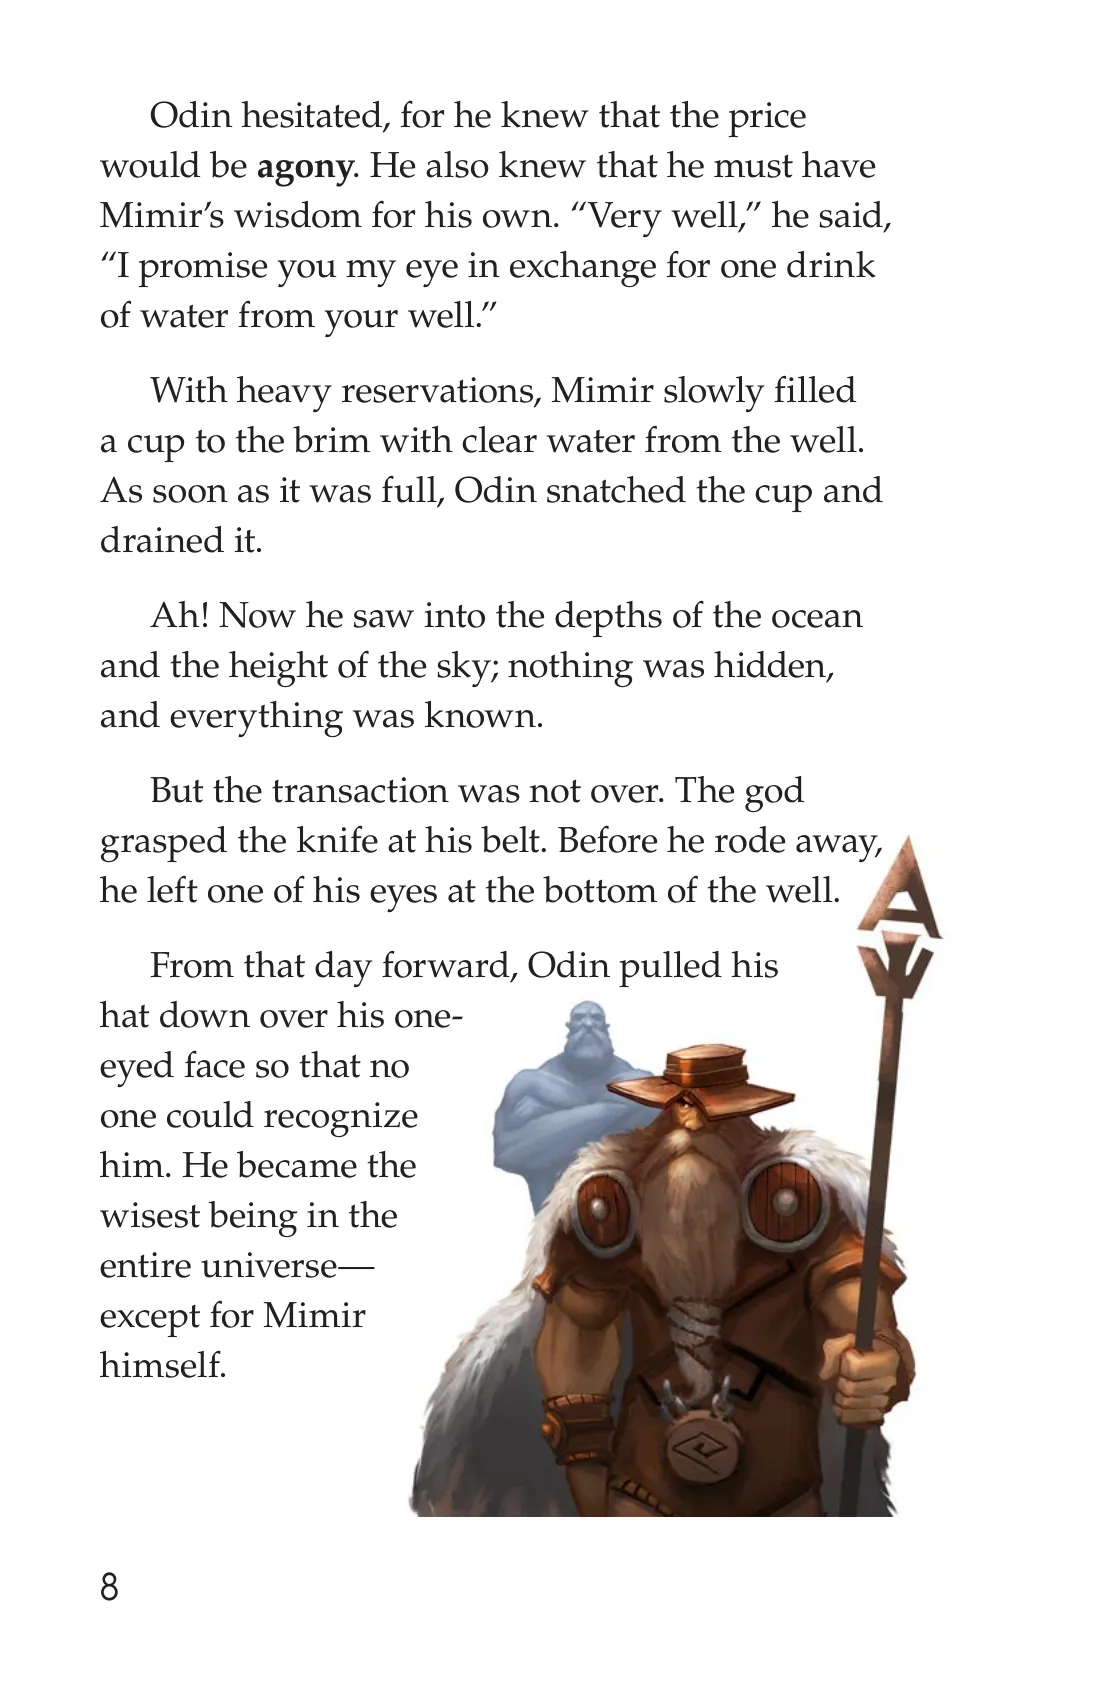 Odin hesitated, for he knew that the price
would be agony. He also knew that he must have
Mimir’s wisdom for his own. “Very well,” he said,
“I promise you my eye in exchange for one drink
of water from your well.”
With heavy reservations, Mimir slowly filled
a cup to the brim with clear water from the well.
As soon as it was full, Odin snatched the cup and
drained it.
Ah! Now he saw into the depths of the ocean
and the height of the sky; nothing was hidden,
and everything was known.
But the transaction was not over. The god
grasped the knife at his belt. Before he rode away,
he left one of his eyes at the bottom of the well.
From that day forward, Odin pulled his
hat down over his one-
eyed face so that no
one could recognize
him. He became the
wisest being in the
entire universe—
except for Mimir
himself.
8